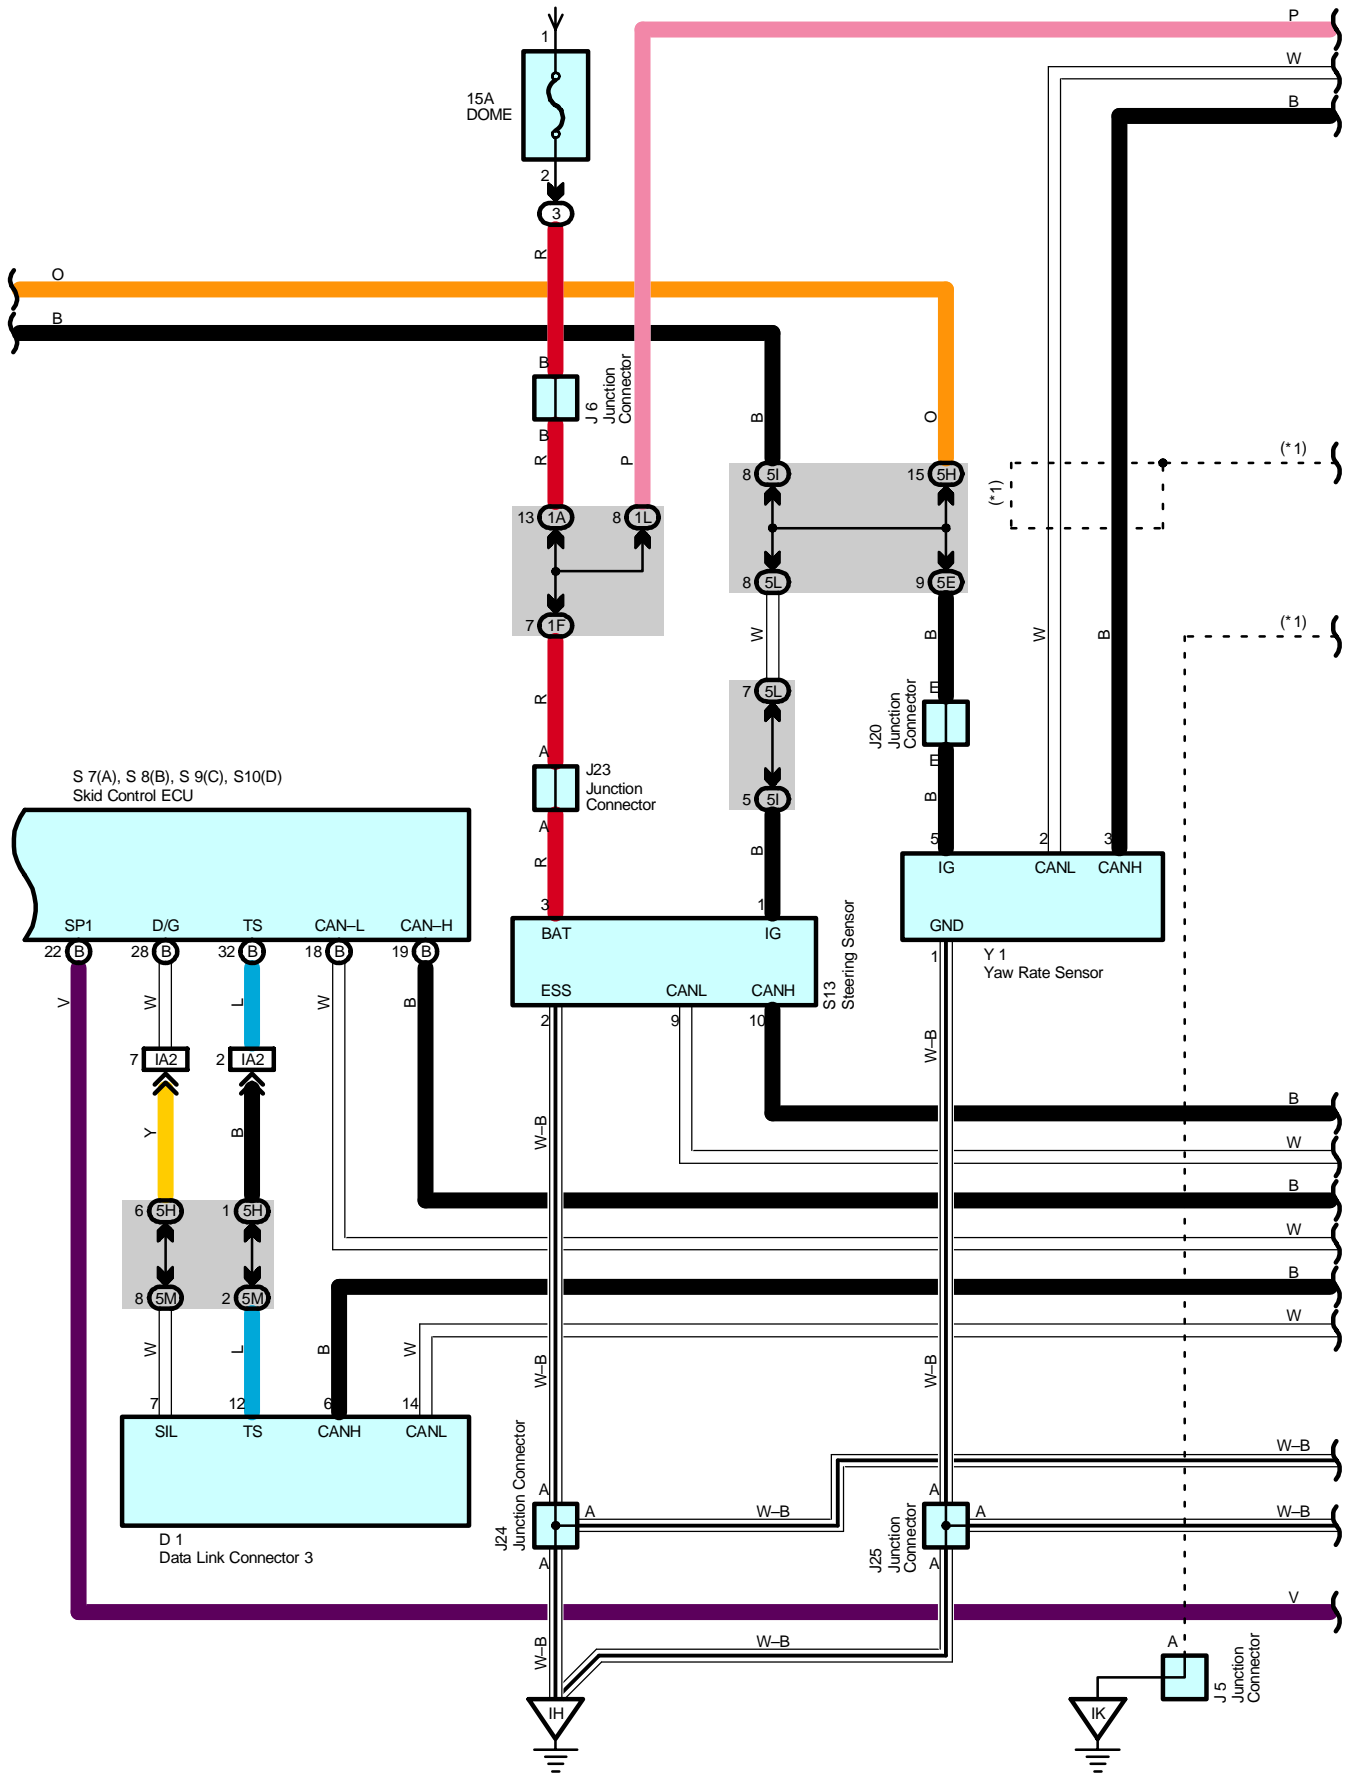 P
W
B
1
15A
DOME
2
3
R
O
B
B
J 6
Junction
Connector
B
R
P
B
O
(*1)
(*1)
8 5I
15 5H
13 1A
8 1L
8 5L
9 5E
7 1F
(*1)
W
B
W
B
R
7 5L
E
J20
Junction
Connector
E
A
J23
Junction
Connector
A
5 5I
B
R
B
S 7(A), S 8(B), S 9(C), S10(D)
Skid Control ECU
5
2
3
IG
CANL
CANH
3
1
SP1
D/G
TS
CAN–L
CAN–H
BAT
IG
GND
22 B
28 B
32 B
18 B
19 B
1
Y 1
Yaw Rate Sensor
ESS
CANL
CANH
S13
Steering Sensor
V
W
L
W
B
2
9
10
W–B
7 IA2
2 IA2
B
Y
B
W–B
W
B
6 5H
1 5H
W
B
8 5M
2 5M
W
W
L
B
W
W–B
W–B
7
12
6
14
SIL
TS
CANH
CANL
J24
Junction Connector
W–B
A
A
A
W–B
A
W–B
J25
Junction
Connector
D 1
Data Link Connector 3
A
A
V
W–B
W–B
A
J 5
Junction
Connector
IH
IK